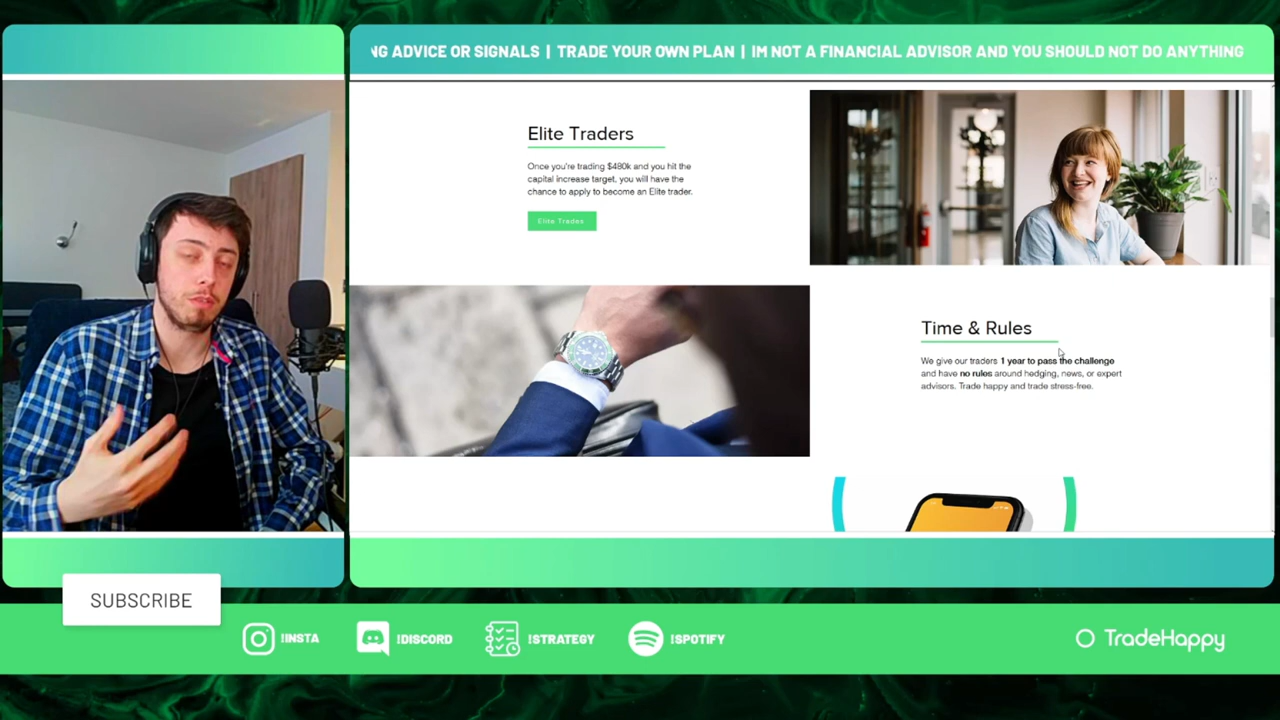 NG ADVICE OR SIGNALS | TRADE YOUR OWN PLAN | IM NOT A FINANCIAL ADVISOR AND YOU SHOULD NOT DO ANYTHING
Elite Traders
Once you're trading $480k and you hit the
capital increase target, you will have the
chance to apply to become an Elite trader.
Elite Trades
Time & Rules
We give our traders 1 year to pass the challenge
and have no rules around hedging, news, or expert
advisors. Trade happy and trade stress-free.
SUBSCRIBE
!INSTA
!DISCORD
!STRATEGY
!SPOTIFY
TradeHappy